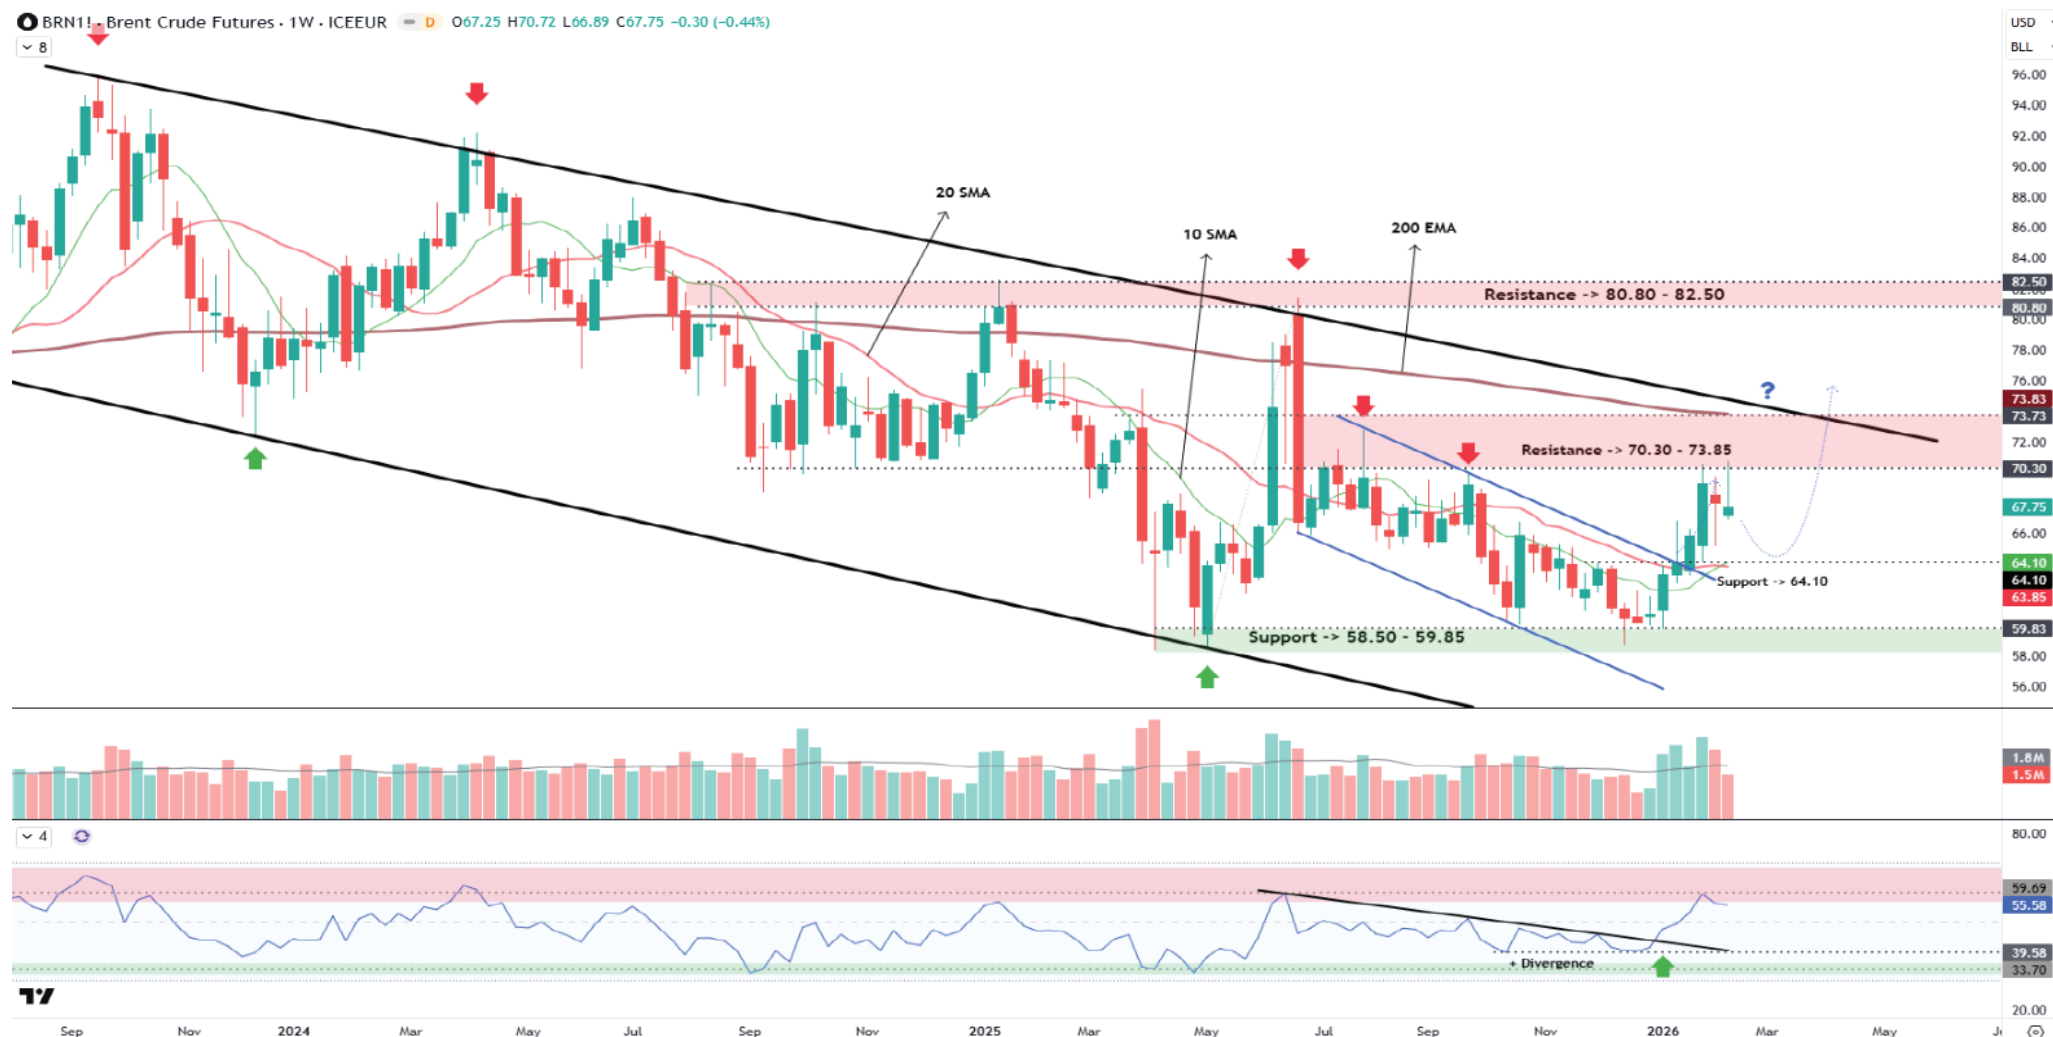 BRN1! · Brent Crude Futures · 1W · ICEEUR D O67.25 H70.72 L66.89 C67.75 −0.30 (−0.44%)
8
USD
BLL
96.00
94.00
92.00
90.00
88.00
86.00
84.00
82.50
80.80
80.00
78.00
76.00
73.83
73.73
72.00
70.30
67.75
66.00
64.10
64.10
63.85
59.83
58.00
56.00
20 SMA
10 SMA
200 EMA
Resistance -> 80.80 - 82.50
?
Resistance -> 70.30 - 73.85
Support -> 64.10
Support -> 58.50 - 59.85
1.8M
1.5M
4
80.00
59.69
55.58
39.58
33.70
20.00
+ Divergence
Sep Nov 2024 Mar May Jul Sep Nov 2025 Mar May Jul Sep Nov 2026 Mar May